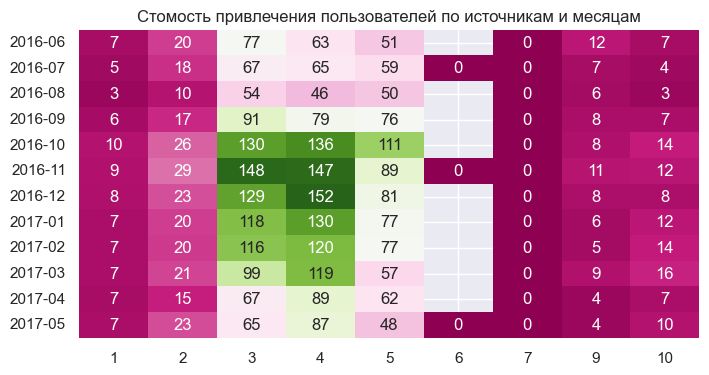 Стомость привлечения пользователей по источникам и месяцам
2016-06 7 20 77 63 51 0 12 7
2016-07 5 18 67 65 59 0 0 7 4
2016-08 3 10 54 46 50 0 6 3
2016-09 6 17 91 79 76 0 8 7
2016-10 10 26 130 136 111 0 8 14
2016-11 9 29 148 147 89 0 0 11 12
2016-12 8 23 129 152 81 0 8 8
2017-01 7 20 118 130 77 0 6 12
2017-02 7 20 116 120 77 0 5 14
2017-03 7 21 99 119 57 0 9 16
2017-04 7 15 67 89 62 0 4 7
2017-05 7 23 65 87 48 0 0 4 10
1 2 3 4 5 6 7 9 10